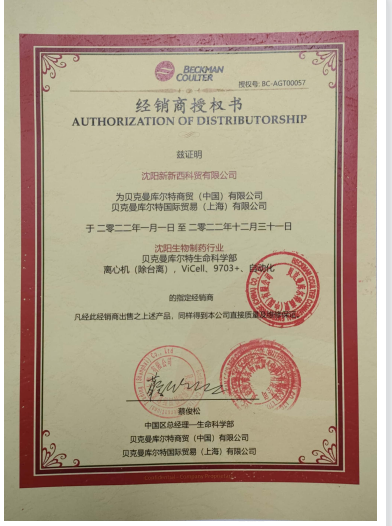 BECKMAN
COULTER
授权号: BC-AGT00057
经销商授权书
AUTHORIZATION OF DISTRIBUTORSHIP
兹证明
沈阳新新西科贸有限公司
为贝克曼库尔特商贸（中国）有限公司
贝克曼库尔特国际贸易（上海）有限公司
于 二零二二年一月一日 至 二零二二年十二月三十一日
沈阳生物制药行业
贝克曼库尔特生命科学部
离心机（除台离）, ViCell, 9703+, 自动化
的指定经销商
凡经此经销商出售之上述产品，同样得到本公司直接质量及维修保证。
蔡俊松
中国区总经理—生命科学部
贝克曼库尔特商贸（中国）有限公司
贝克曼库尔特国际贸易（上海）有限公司